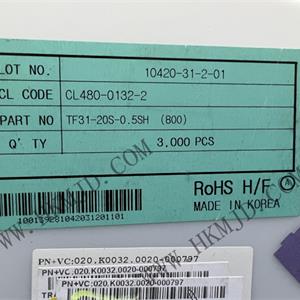 LOT NO. 10420-31-2-01
CL CODE CL480-0132-2
PART NO TF31-20S-0.5SH (800)
Q' TY 3,000 PCS
RoHS H/F
MADE IN KOREA
WWW.HKMJD.COM
PN+VC:020.K0032.0020-000797
PN+VC:020.K0032.0020-000797
PN+VC:020.K0032.0020-000797